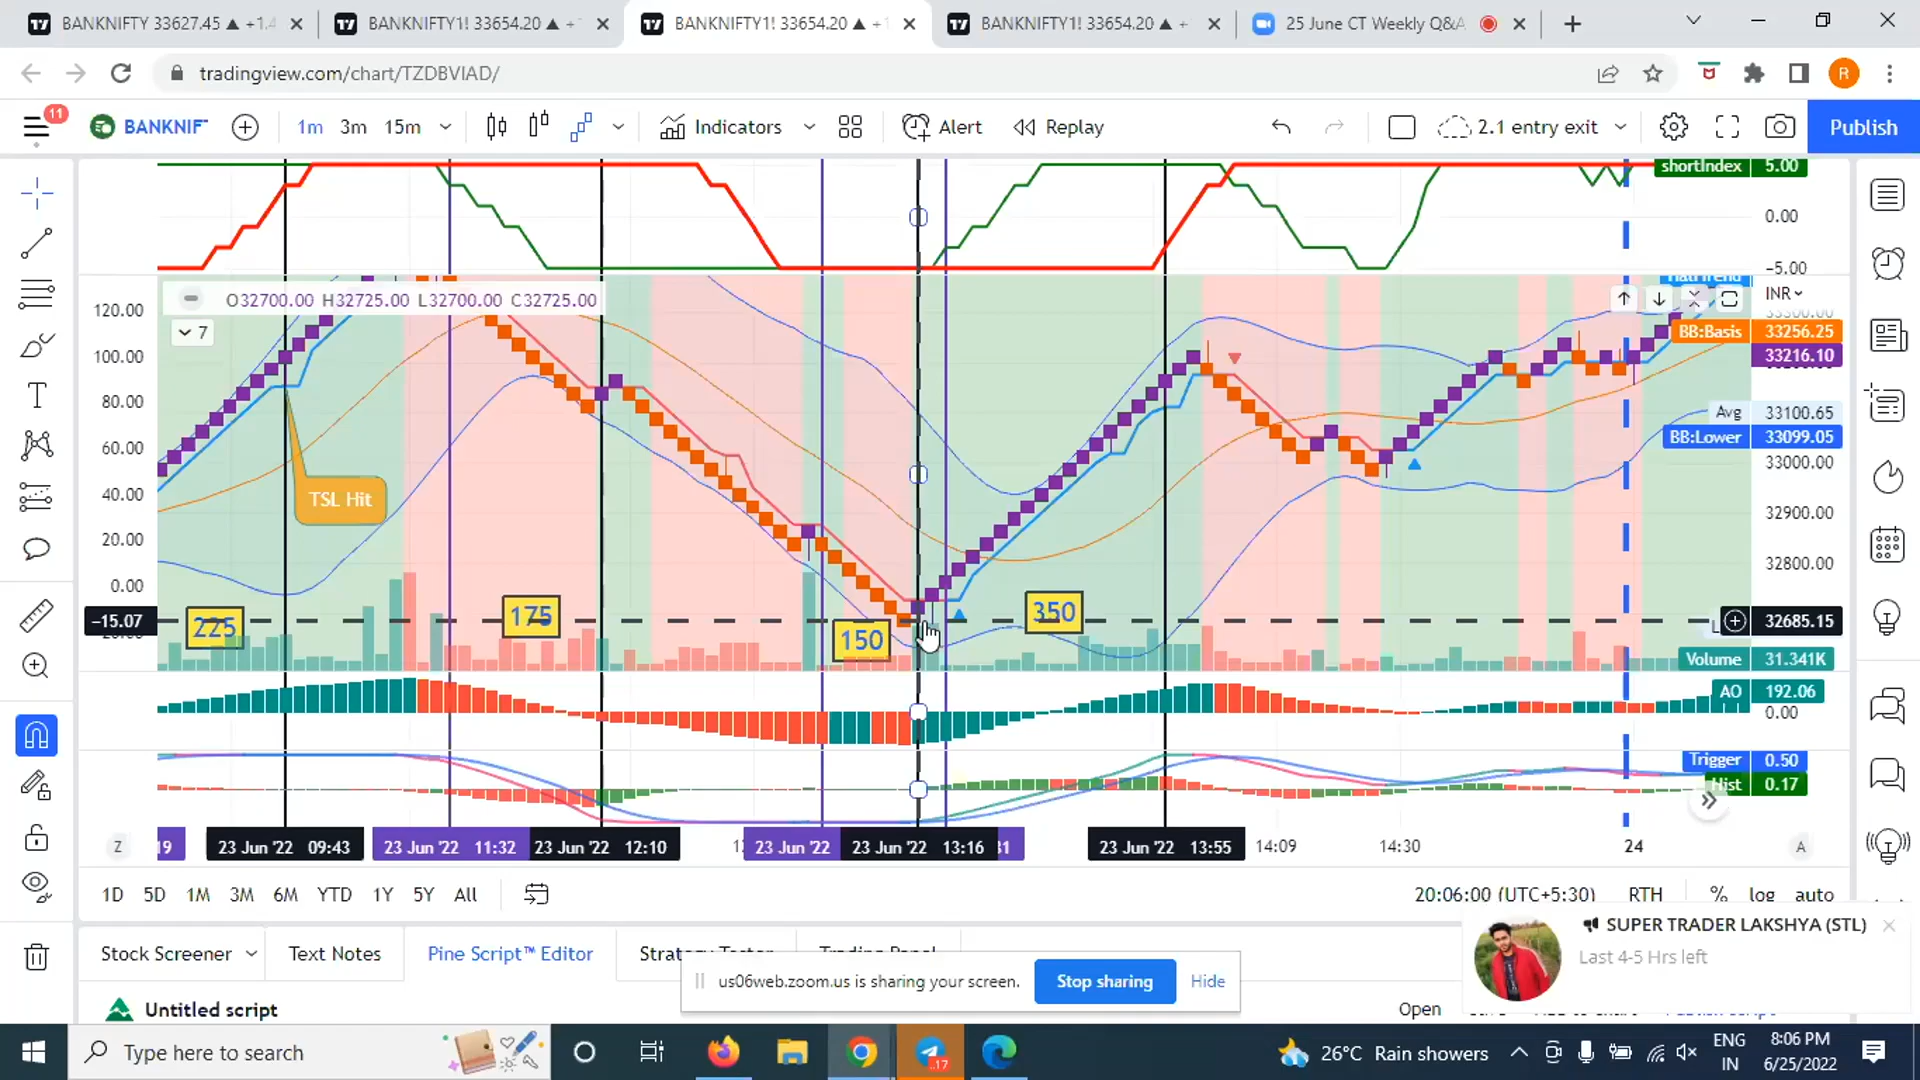 BANKNIFTY 33627.45 ▲ +1.4
BANKNIFTY1! 33654.20 ▲ +
BANKNIFTY1! 33654.20 ▲ +1
BANKNIFTY1! 33654.20 ▲ +
25 June CT Weekly Q&A
tradingview.com/chart/TZDBVIAD/
R
11
BANKNIF
1m
3m
15m
Indicators
Alert
Replay
2.1 entry exit
Publish
shortIndex 5.00
0.00
−5.00
O32700.00 H32725.00 L32700.00 C32725.00
7
INR
BB:Basis 33256.25
33216.10
Avg 33100.65
BB:Lower 33099.05
33000.00
32900.00
32800.00
32685.15
Volume 31.341K
AO 192.06
0.00
Trigger 0.50
Hist 0.17
120.00
100.00
80.00
60.00
40.00
20.00
0.00
−15.07
TSL Hit
225
175
150
350
Z
19
23 Jun '22 09:43
23 Jun '22 11:32
23 Jun '22 12:10
23 Jun '22
23 Jun '22 13:16
23 Jun '22 13:55
14:09
14:30
24
A
1D 5D 1M 3M 6M YTD 1Y 5Y All
20:06:00 (UTC+5:30)
RTH
%
log
auto
Stock Screener
Text Notes
Pine Script™ Editor
us06web.zoom.us is sharing your screen.
Stop sharing
Hide
SUPER TRADER LAKSHYA (STL)
Last 4-5 Hrs left
Untitled script
Open
Type here to search
17
26°C Rain showers
ENG
IN
8:06 PM
6/25/2022